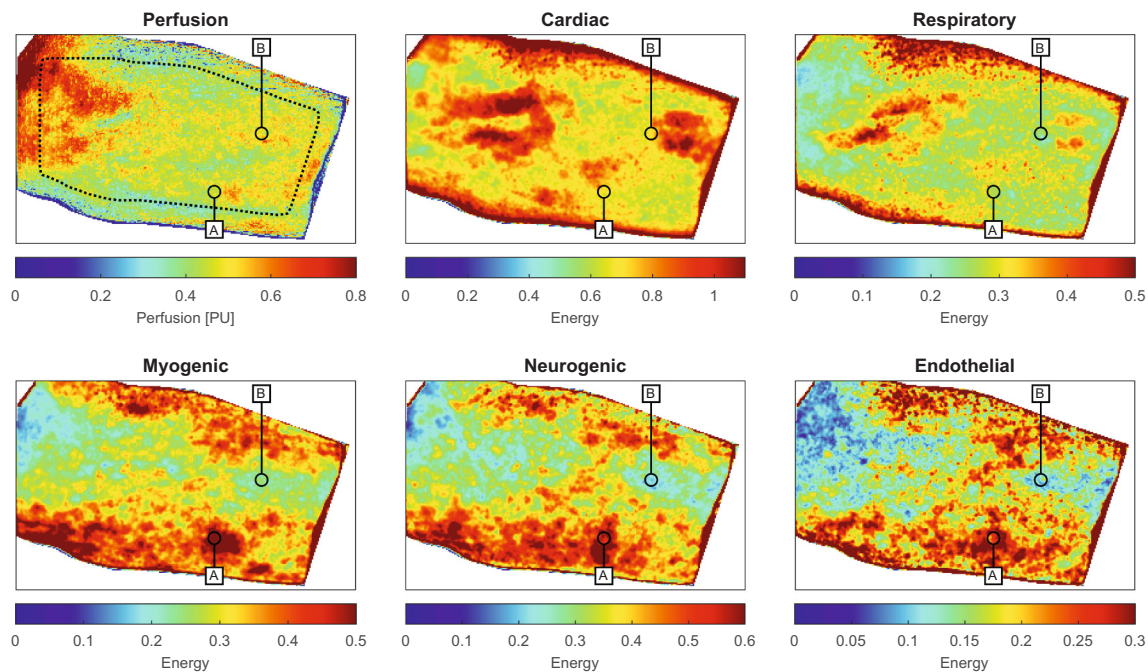 Perfusion Cardiac Respiratory
B B B
A A A
0 0.2 0.4 0.6 0.8 0 0.2 0.4 0.6 0.8 1 0 0.1 0.2 0.3 0.4 0.5
Perfusion [PU] Energy Energy
Myogenic Neurogenic Endothelial
B B B
A A A
0 0.1 0.2 0.3 0.4 0.5 0 0.1 0.2 0.3 0.4 0.5 0.6 0 0.05 0.1 0.15 0.2 0.25 0.3
Energy Energy Energy